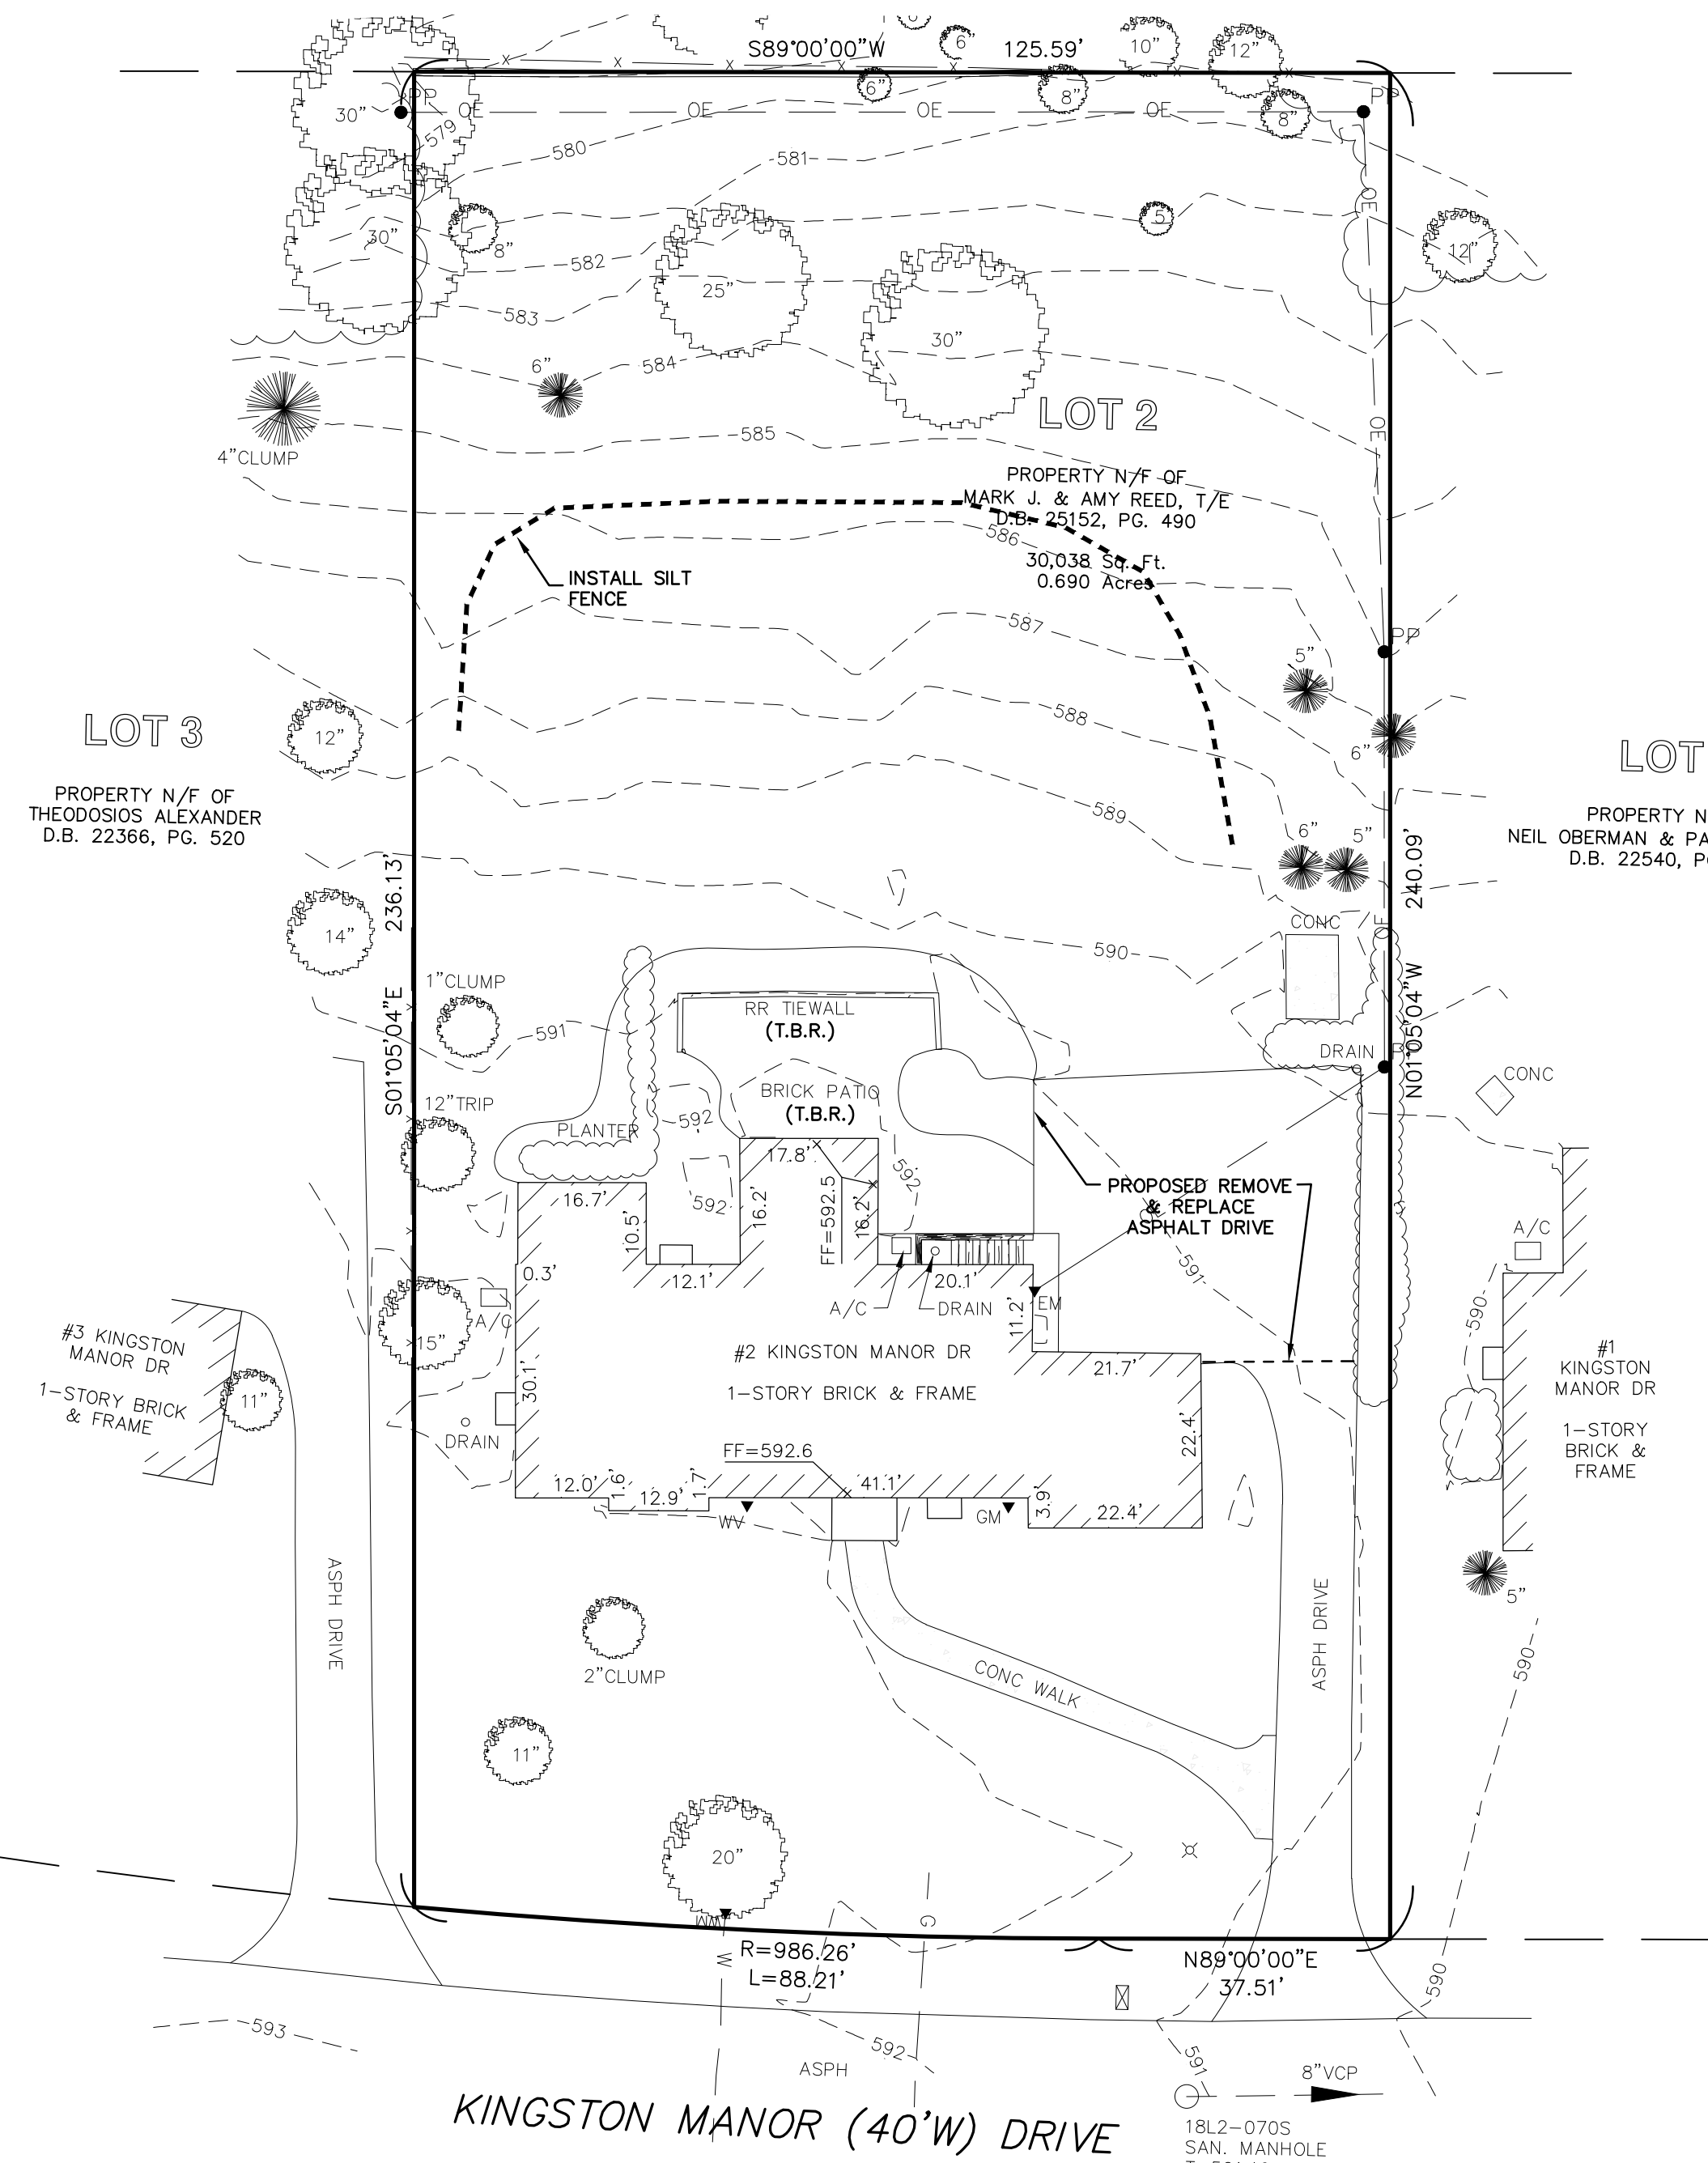 S89°00'00"W 125.59'
6"
10"
12"
6"
8"
8"
PP
30"
OE OE OE OE
579
580
581
30"
8"
5
OE
12"
582
25"
583
30"
584
6"
LOT 2
OE
4"CLUMP
585
PROPERTY N/F OF
MARK J. & AMY REED, T/E
D.B. 25152, PG. 490
586
30,038 Sq. Ft.
0.690 Acres
INSTALL SILT
FENCE
587
PP
5"
588
6"
LOT 3
12"
PROPERTY N/F OF
THEODOSIOS ALEXANDER
D.B. 22366, PG. 520
LOT
PROPERTY N
NEIL OBERMAN & PA
D.B. 22540, P
589
6"
5"
S01°05'04"E 236.13'
N01°05'04"W 240.09'
14"
CONC
590
1"CLUMP
591
RR TIEWALL
(T.B.R.)
DRAIN
CONC
12"TRIP
BRICK PATIO
(T.B.R.)
PLANTER
592
17.8'
16.7'
10.5'
592
16.2'
FF=592.5
16.2'
592
PROPOSED REMOVE
& REPLACE
ASPHALT DRIVE
A/C
591
0.3'
12.1'
20.1'
A/C
DRAIN
11.2'
EM
A/C
590
#3 KINGSTON
MANOR DR
1-STORY BRICK
& FRAME
11"
15"
30.1'
#2 KINGSTON MANOR DR
1-STORY BRICK & FRAME
21.7'
#1
KINGSTON
MANOR DR
1-STORY
BRICK &
FRAME
DRAIN
FF=592.6
22.4'
12.0'
1.6'
12.9'
1.7'
41.1'
3.9'
22.4'
WV
GM
ASPH DRIVE
2"CLUMP
CONC WALK
ASPH DRIVE
5"
590
11"
20"
WM
W
G
R=986.26'
L=88.21'
N89°00'00"E
37.51'
590
593
592
ASPH
591
8"VCP
KINGSTON MANOR (40'W) DRIVE
18L2-070S
SAN. MANHOLE